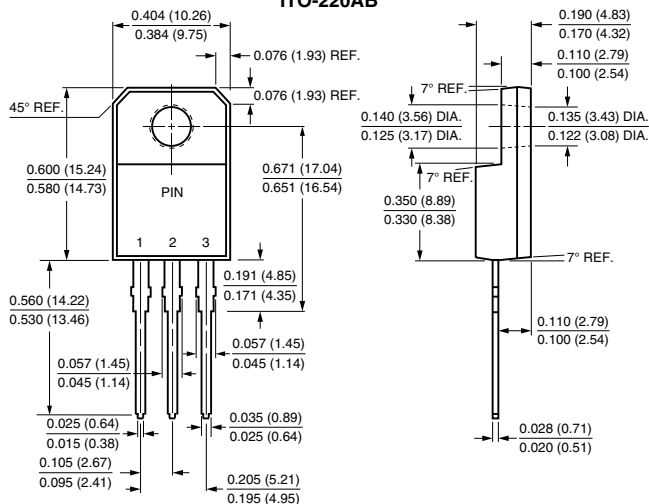 ITO-220AB
0.404 (10.26)
0.384 (9.75)
0.076 (1.93) REF.
0.076 (1.93) REF.
45° REF.
0.600 (15.24)
0.580 (14.73)
PIN
1 2 3
0.671 (17.04)
0.651 (16.54)
0.191 (4.85)
0.171 (4.35)
0.560 (14.22)
0.530 (13.46)
0.057 (1.45)
0.045 (1.14)
0.057 (1.45)
0.045 (1.14)
0.025 (0.64)
0.015 (0.38)
0.035 (0.89)
0.025 (0.64)
0.105 (2.67)
0.095 (2.41)
0.205 (5.21)
0.195 (4.95)
0.190 (4.83)
0.170 (4.32)
0.110 (2.79)
0.100 (2.54)
7° REF.
0.140 (3.56) DIA.
0.125 (3.17) DIA.
0.135 (3.43) DIA.
0.122 (3.08) DIA.
7° REF.
0.350 (8.89)
0.330 (8.38)
7° REF.
0.110 (2.79)
0.100 (2.54)
0.028 (0.71)
0.020 (0.51)